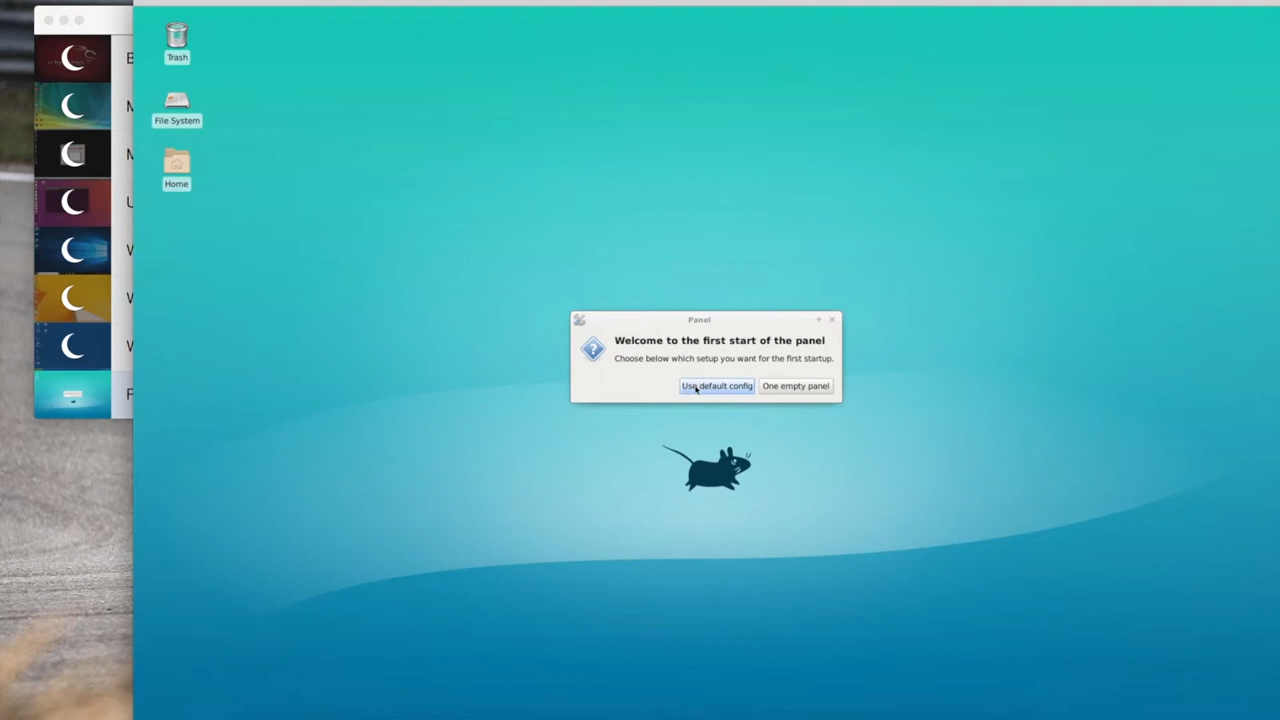 Trash
File System
Home
B
M
M
U
W
W
W
F
Panel
Welcome to the first start of the panel
Choose below which setup you want for the first startup.
Use default config
One empty panel